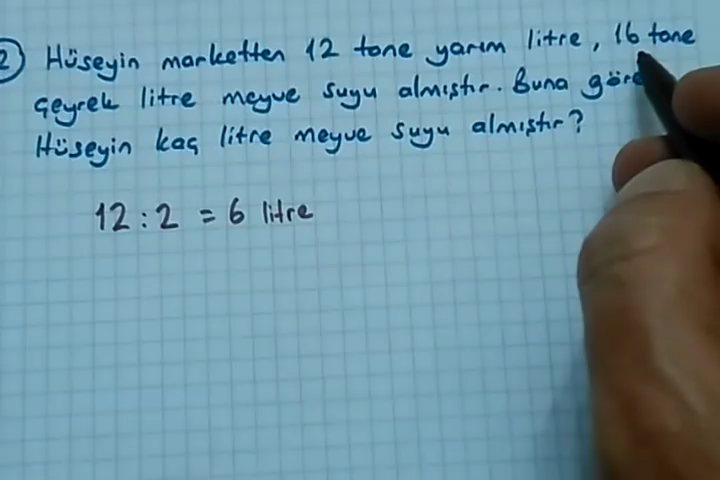 2 Hüseyin marketten 12 tane yarım litre, 16 tane
çeyrek litre meyve suyu almıştır. Buna göre
Hüseyin kaç litre meyve suyu almıştır?
12 : 2 = 6 litre